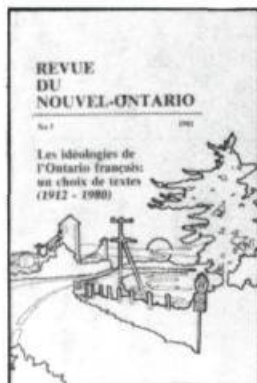 REVUE
DU
NOUVEL-ONTARIO
No 3 1981
Les idéologies de
l'Ontario français:
un choix de textes
(1912 - 1980)